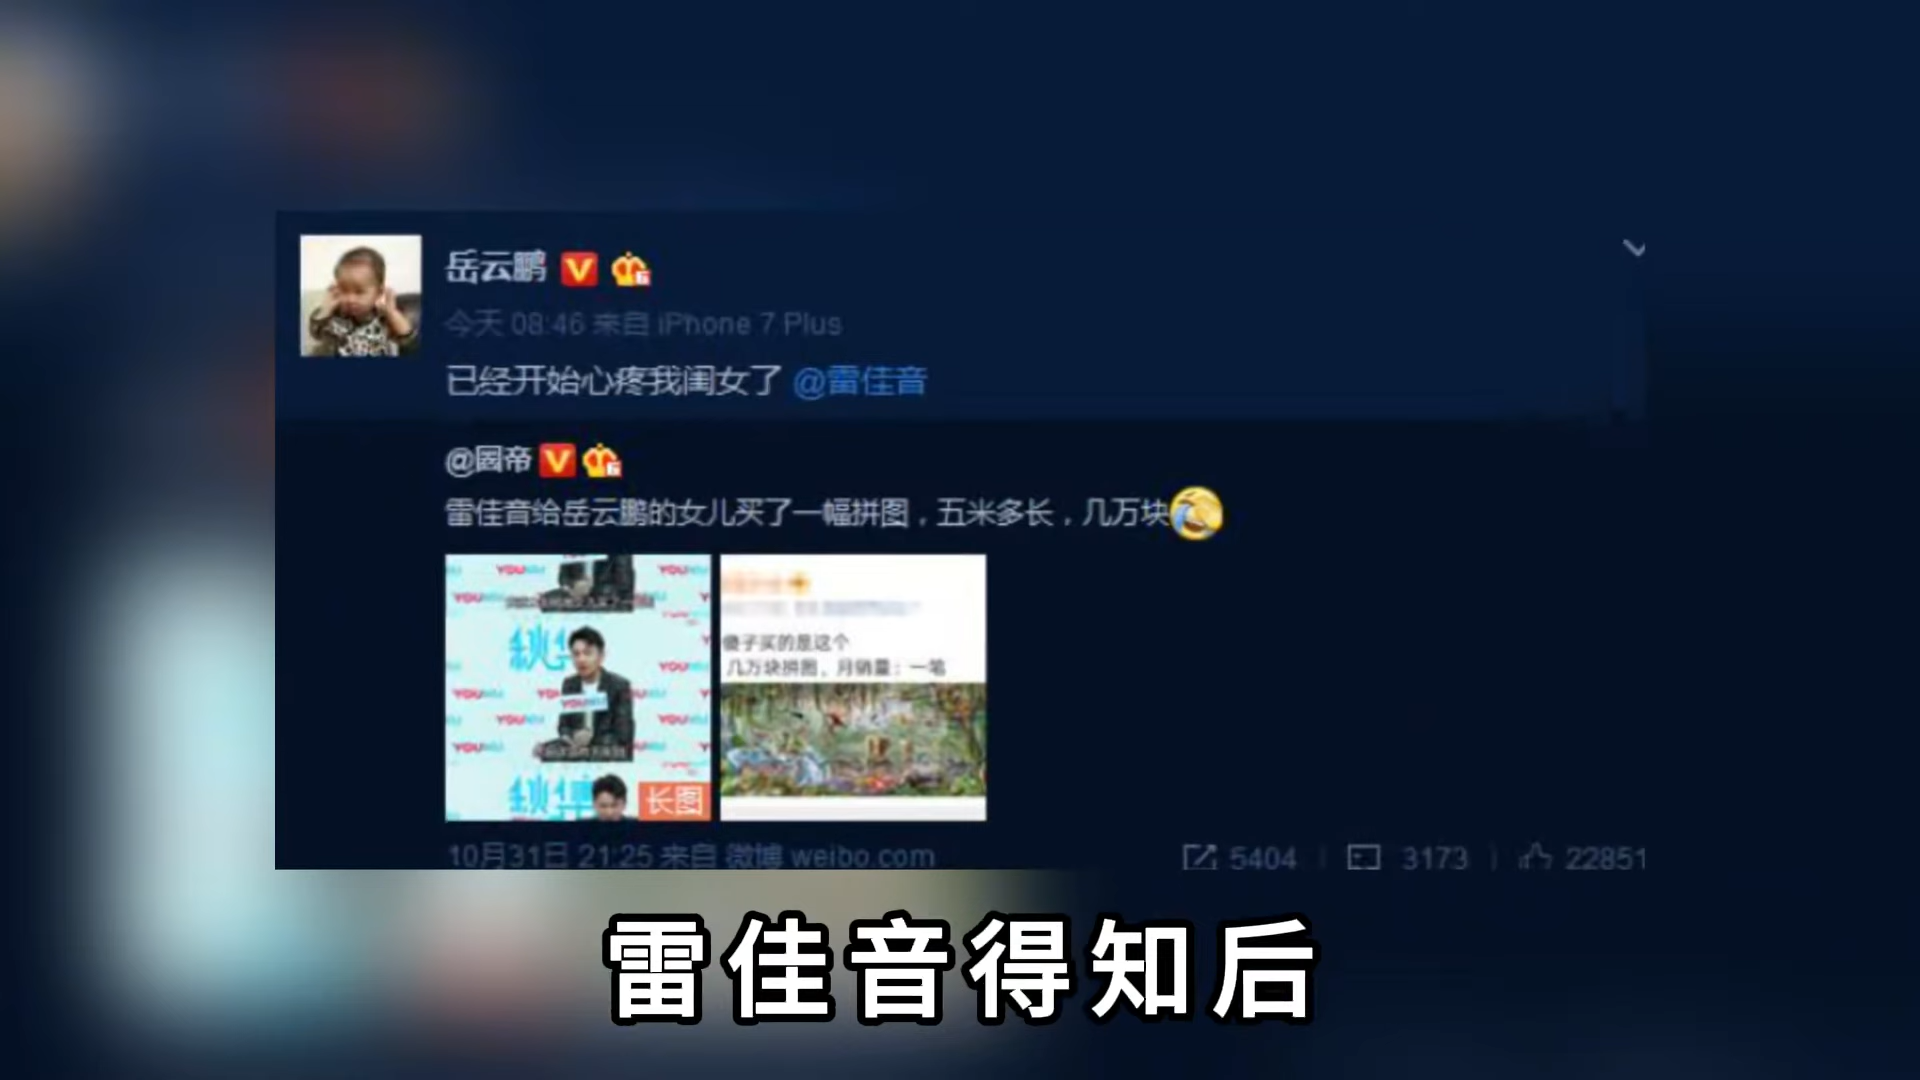 岳云鹏
今天 08:46 来自 iPhone 7 Plus
已经开始心疼我闺女了 @雷佳音
@囡帝
雷佳音给岳云鹏的女儿买了一幅拼图，五米多长，几万块
YOUKU
长图
傻子买的是这个
几万块拼图，月销量：一笔
10月31日 21:25 来自 微博 weibo.com
5404 3173 22851
雷佳音得知后